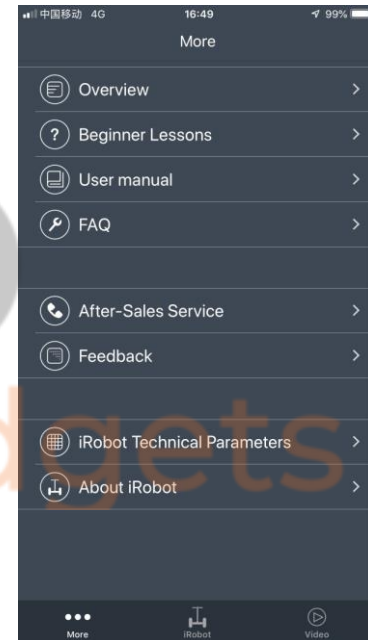 中国移动 4G 16:49 99%
More
Overview
Beginner Lessons
User manual
FAQ
After-Sales Service
Feedback
iRobot Technical Parameters
About iRobot
dgets
More iRobot Video